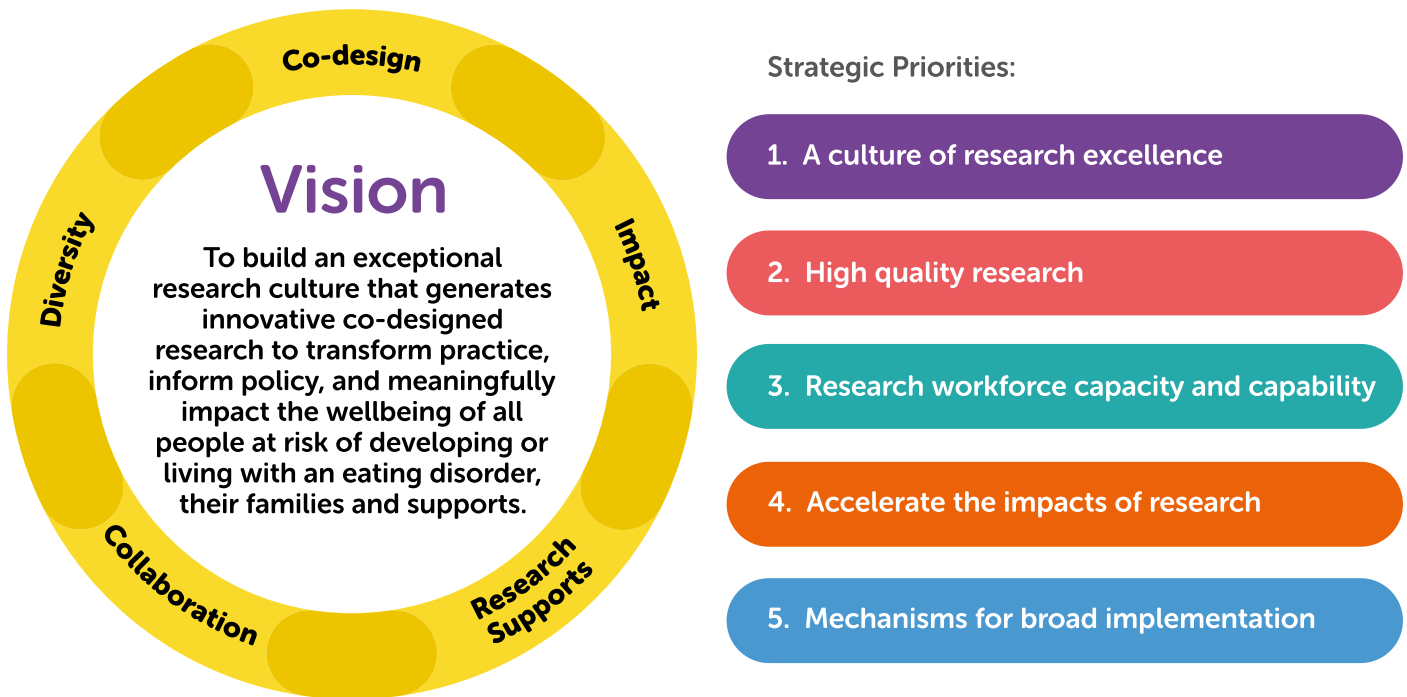 Co-design
Impact
Research
Supports
Collaboration
Diversity
Vision
To build an exceptional
research culture that generates
innovative co-designed
research to transform practice,
inform policy, and meaningfully
impact the wellbeing of all
people at risk of developing or
living with an eating disorder,
their families and supports.
Strategic Priorities:
1. A culture of research excellence
2. High quality research
3. Research workforce capacity and capability
4. Accelerate the impacts of research
5. Mechanisms for broad implementation